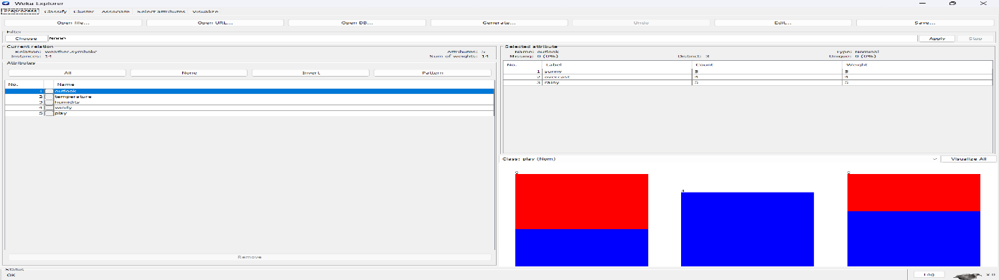 Weka Explorer
Preprocess Classify Cluster Associate Select attributes Visualize
Open file... Open URL... Open DB... Generate... Undo Edit... Save...
Filter
Choose None Apply Stop
Current relation
Relation: weather.symbolic Attributes: 5
Instances: 14 Sum of weights: 14
Attributes
All None Invert Pattern
No. Name
1 outlook
2 temperature
3 humidity
4 windy
5 play
Remove
Selected attribute
Name: outlook Type: Nominal
Missing: 0 (0%) Distinct: 3 Unique: 0 (0%)
No. Label Count Weight
1 sunny 5 5
2 overcast 4 4
3 rainy 5 5
Class: play (Nom) Visualize All
5 4 5
Status
OK Log x 0